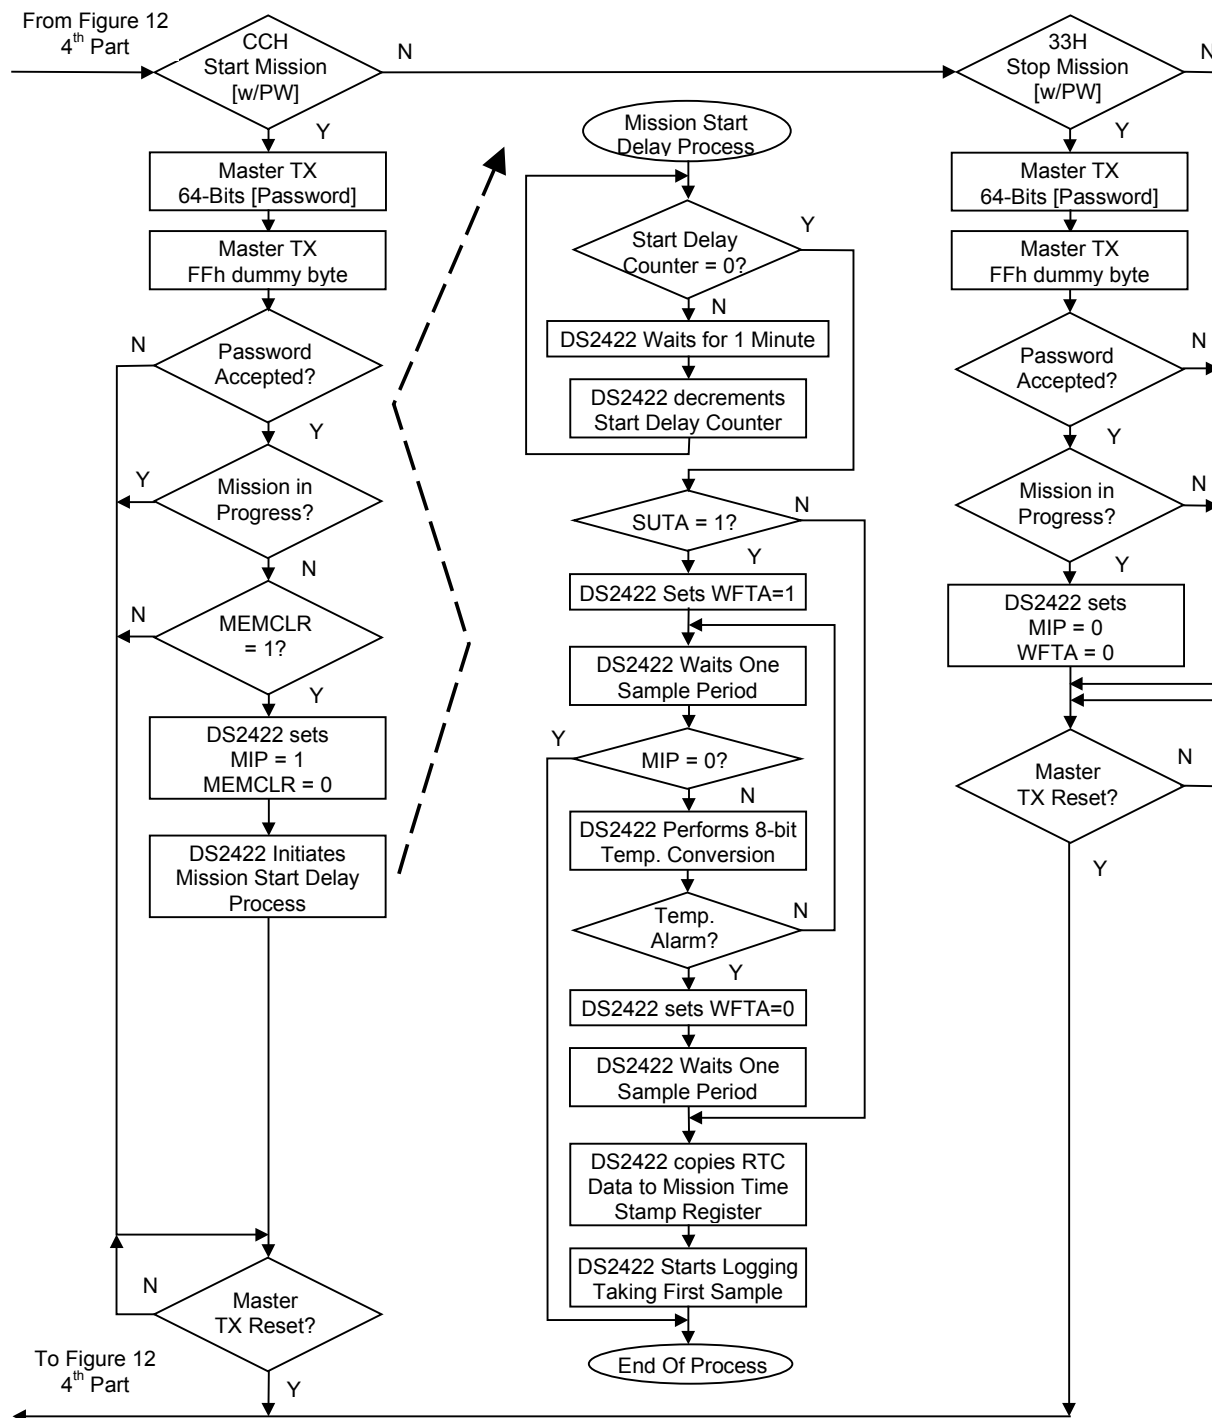 From Figure 12
4th Part
CCH
Start Mission
[w/PW]
N
Y
Master TX
64-Bits [Password]
Master TX
FFh dummy byte
N
Password
Accepted?
Y
Y
Mission in
Progress?
N
N
MEMCLR
= 1?
Y
DS2422 sets
MIP = 1
MEMCLR = 0
DS2422 Initiates
Mission Start Delay
Process
N
Master
TX Reset?
Y
To Figure 12
4th Part
Mission Start
Delay Process
Y
Start Delay
Counter = 0?
N
DS2422 Waits for 1 Minute
DS2422 decrements
Start Delay Counter
N
SUTA = 1?
Y
DS2422 Sets WFTA=1
DS2422 Waits One
Sample Period
Y
MIP = 0?
N
DS2422 Performs 8-bit
Temp. Conversion
N
Temp.
Alarm?
Y
DS2422 sets WFTA=0
DS2422 Waits One
Sample Period
DS2422 copies RTC
Data to Mission Time
Stamp Register
DS2422 Starts Logging
Taking First Sample
End Of Process
33H
Stop Mission
[w/PW]
N
Y
Master TX
64-Bits [Password]
Master TX
FFh dummy byte
N
Password
Accepted?
Y
N
Mission in
Progress?
Y
DS2422 sets
MIP = 0
WFTA = 0
N
Master
TX Reset?
Y